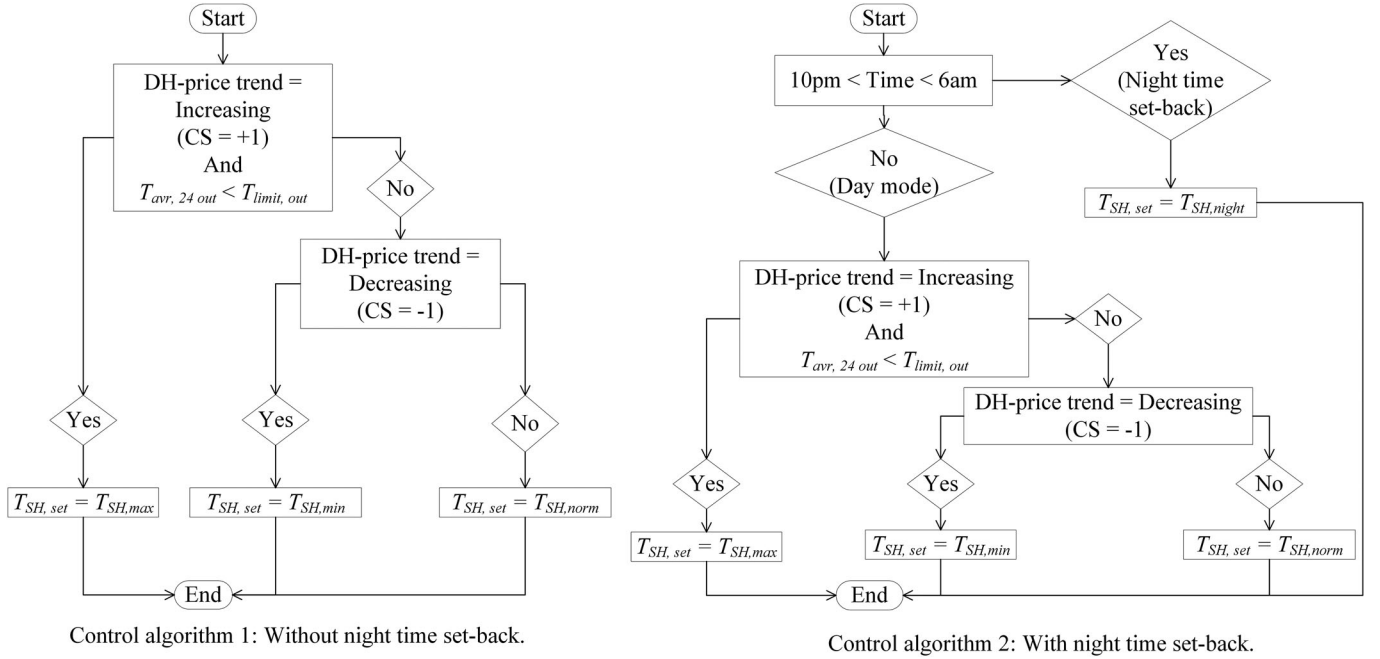 Start
DH-price trend =
Increasing
(CS = +1)
And
T_avr, 24 out < T_limit, out
No
DH-price trend =
Decreasing
(CS = -1)
Yes
Yes
No
T_SH, set = T_SH,max
T_SH, set = T_SH,min
T_SH, set = T_SH,norm
End
Control algorithm 1: Without night time set-back.
Start
10pm < Time < 6am
Yes
(Night time
set-back)
No
(Day mode)
T_SH, set = T_SH,night
DH-price trend = Increasing
(CS = +1)
And
T_avr, 24 out < T_limit, out
No
DH-price trend = Decreasing
(CS = -1)
Yes
Yes
No
T_SH, set = T_SH,max
T_SH, set = T_SH,min
T_SH, set = T_SH,norm
End
Control algorithm 2: With night time set-back.